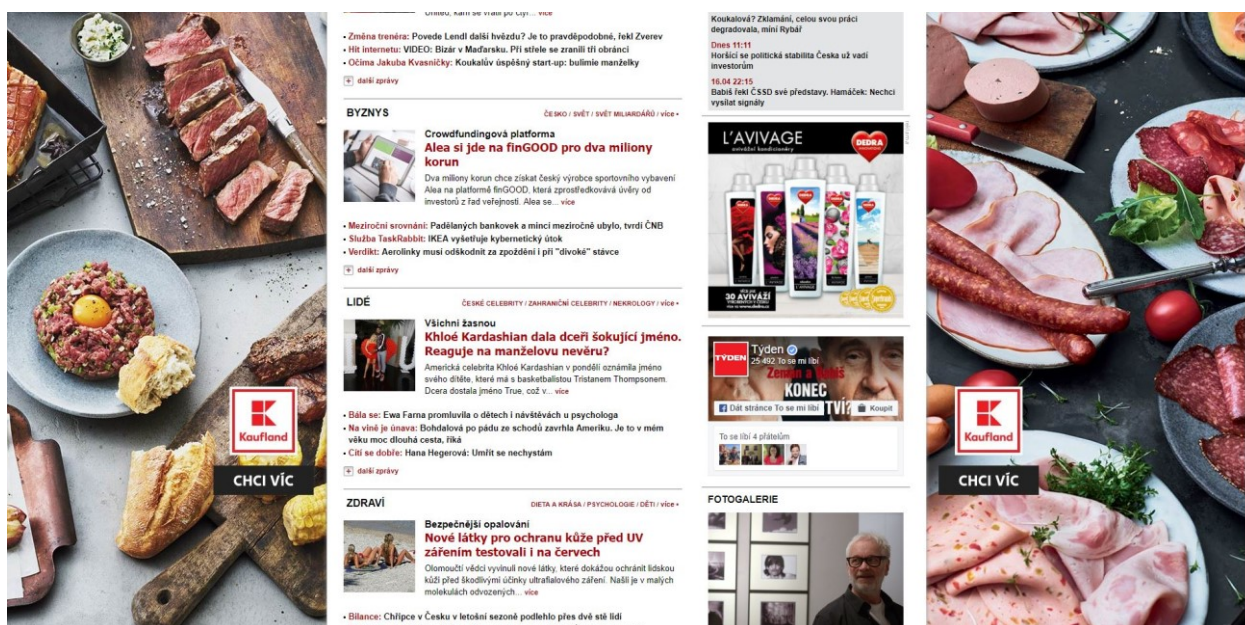 • Změna trenéra: Povede Lendl další hvězdu? Je to pravděpodobné, řekl Zverev
• Hit internetu: VIDEO: Bizár v Maďarsku. Při střele se zranili tři obránci
• Očima Jakuba Kvasničky: Koukalův úspěšný start-up: bulimie manželky
další zprávy
BYZNYS
ČESKO / SVĚT / SVĚT MILIARDÁŘŮ / více •
Crowdfundingová platforma
Alea si jde na finGOOD pro dva miliony
korun
Dva miliony korun chce získat český výrobce sportovního vybavení
Alea na platformě finGOOD, která zprostředkovává úvěry od
investorů z řad veřejnosti. Alea se... více
• Meziroční srovnání: Padělaných bankovek a mincí meziročně ubylo, tvrdí ČNB
• Služba TaskRabbit: IKEA vyšetřuje kybernetický útok
• Verdikt: Aerolinky musí odškodnit za zpoždění i při "divoké" stávce
další zprávy
LIDÉ
ČESKÉ CELEBRITY / ZAHRANIČNÍ CELEBRITY / NEKROLOGY / více •
Všichni žasnou
Khloé Kardashian dala dceři šokující jméno.
Reaguje na manželovu nevěru?
Americká celebrita Khloé Kardashian v pondělí oznámila jméno
svého dítěte, které má s basketbalistou Tristanem Thompsonem.
Dcera dostala jméno True, což v... více
• Bála se: Ewa Farna promluvila o dětech i návštěvách u psychologa
• Na vině je únava: Bohdalová po pádu ze schodů zavrhla Ameriku. Je to v mém
věku moc dlouhá cesta, říká
• Cítí se dobře: Hana Hegerová: Umřít se nechystám
další zprávy
ZDRAVÍ
DIETA A KRÁSA / PSYCHOLOGIE / DĚTI / více •
Bezpečnější opalování
Nové látky pro ochranu kůže před UV
zářením testovali i na červech
Olomoučtí vědci vyvinuli nové látky, které dokážou ochránit lidskou
kůži před škodlivými účinky ultrafialového záření. Našli je v malých
molekulách odvozených... více
• Bilance: Chřipce v Česku v letošní sezoně podlehlo přes dvě stě lidí
Koukalová? Zklamání, celou svou práci
degradovala, míní Rybář
Dnes 11:11
Horšící se politická stabilita Česka už vadí
investorům
16.04 22:15
Babiš řekl ČSSD své představy. Hamáček: Nechci
vysílat signály
L'AVIVAGE
avivážní kondicionéry
DEDRA
30 AVIVÁŽÍ
TÝDEN
Týden
25 492 To se mi líbí
Zeman a Babiš
KONEC
TVÍ?
Dát stránce To se mi líbí
Koupit
To se líbí 4 přátelům
FOTOGALERIE
Kaufland
CHCI VÍC
Kaufland
CHCI VÍC